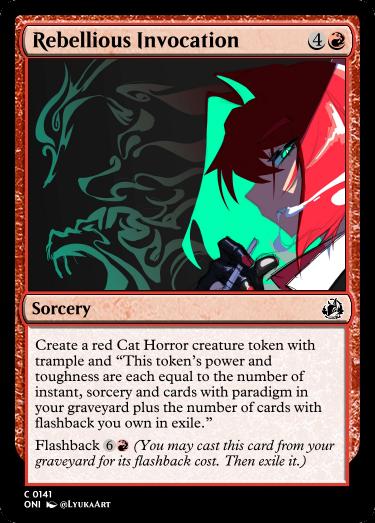 Rebellious Invocation 4
Sorcery
Create a red Cat Horror creature token with
trample and “This token’s power and
toughness are each equal to the number of
instant, sorcery and cards with paradigm in
your graveyard plus the number of cards with
flashback you own in exile.”
Flashback 6 (You may cast this card from your
graveyard for its flashback cost. Then exile it.)
C 0141
ONI @LyukaArt